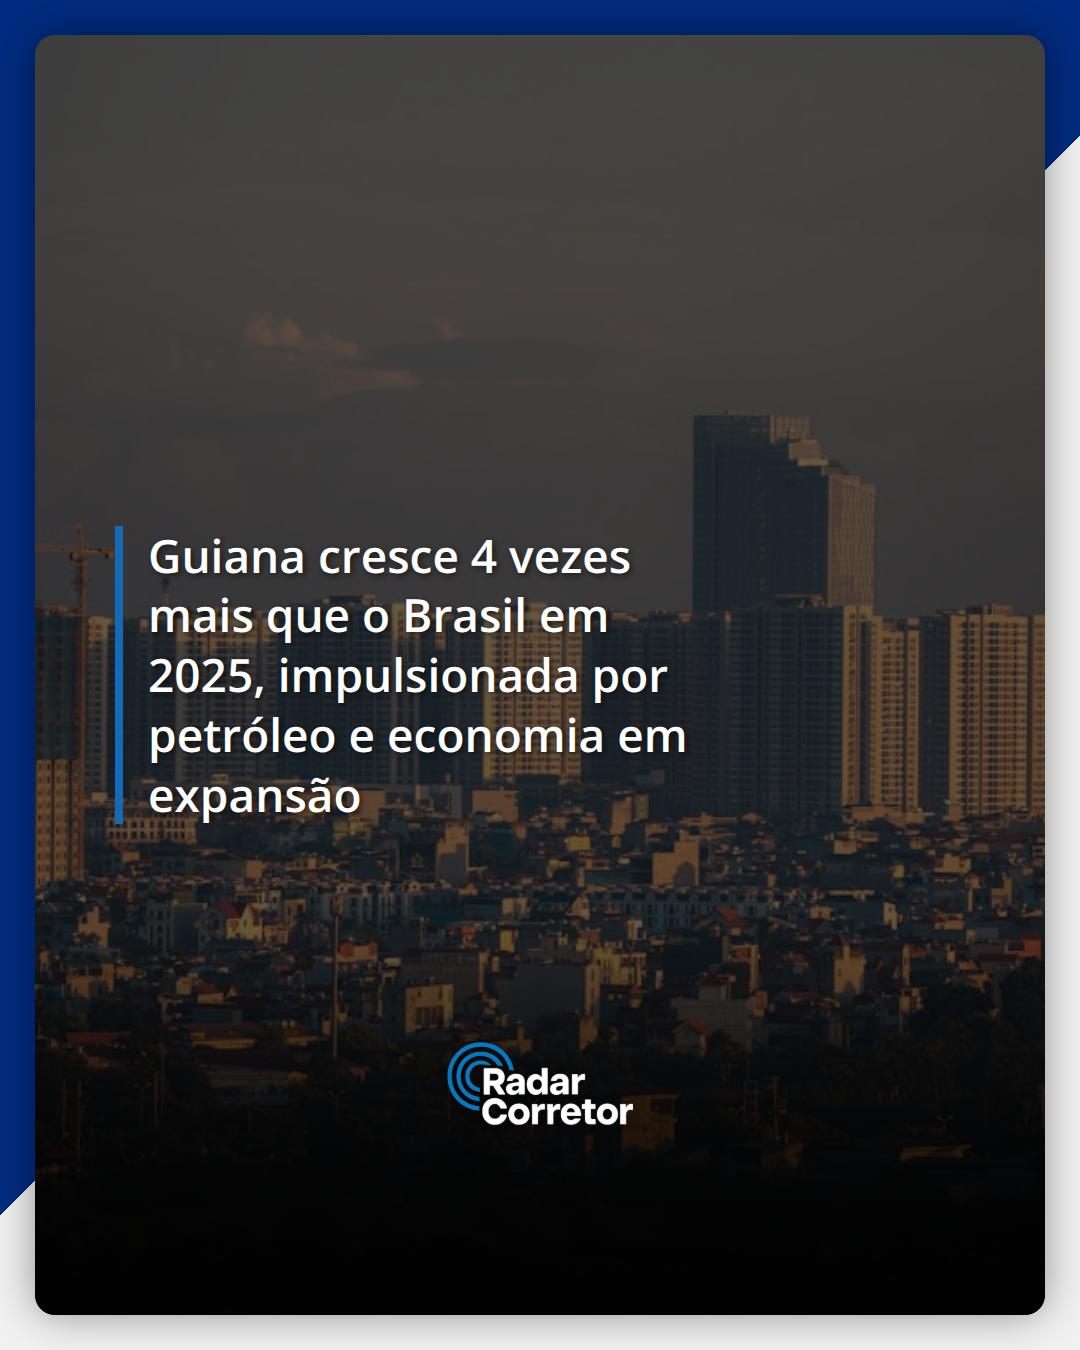 Guiana cresce 4 vezes
mais que o Brasil em
2025, impulsionada por
petróleo e economia em
expansão
Radar
Corretor